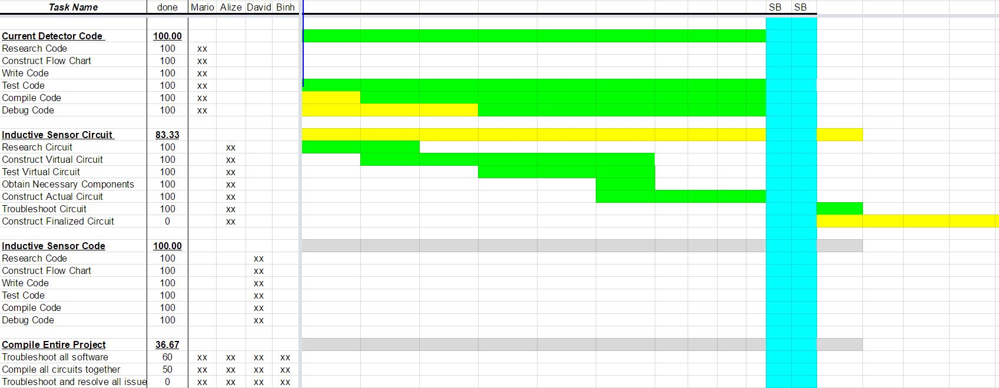 Task Name done Mario Alize David Binh SB SB
Current Detector Code 100.00
Research Code 100 xx
Construct Flow Chart 100 xx
Write Code 100 xx
Test Code 100 xx
Compile Code 100 xx
Debug Code 100 xx
Inductive Sensor Circuit 83.33
Research Circuit 100 xx
Construct Virtual Circuit 100 xx
Test Virtual Circuit 100 xx
Obtain Necessary Components 100 xx
Construct Actual Circuit 100 xx
Troubleshoot Circuit 100 xx
Construct Finalized Circuit 0 xx
Inductive Sensor Code 100.00
Research Code 100 xx
Construct Flow Chart 100 xx
Write Code 100 xx
Test Code 100 xx
Compile Code 100 xx
Debug Code 100 xx
Compile Entire Project 36.67
Troubleshoot all software 60 xx xx xx xx
Compile all circuits together 50 xx xx xx xx
Troubleshoot and resolve all issue 0 xx xx xx xx